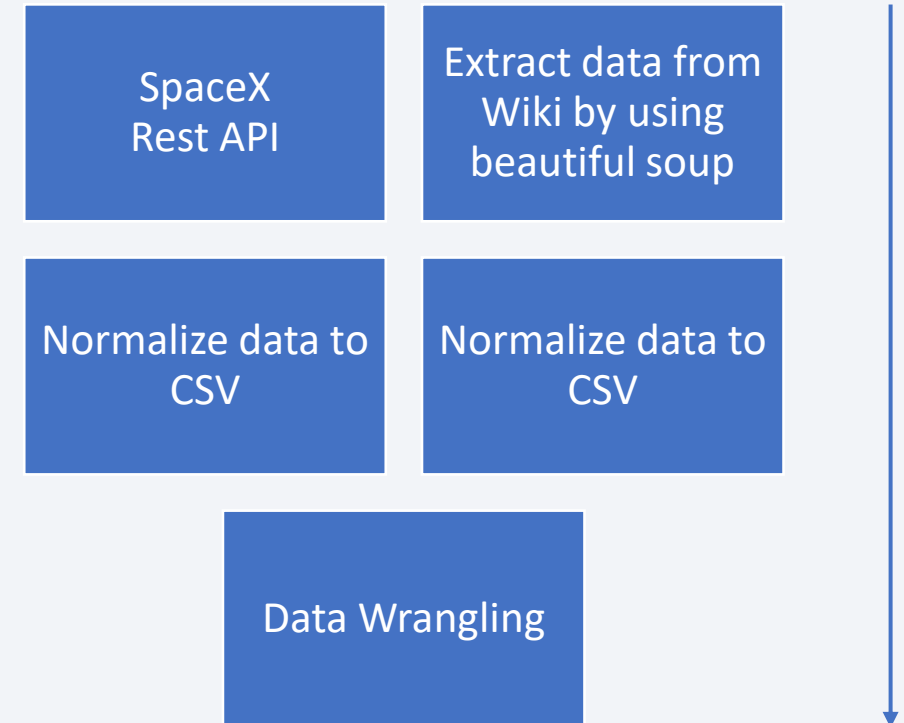 SpaceX
Rest API
Extract data from
Wiki by using
beautiful soup
Normalize data to
CSV
Normalize data to
CSV
Data Wrangling